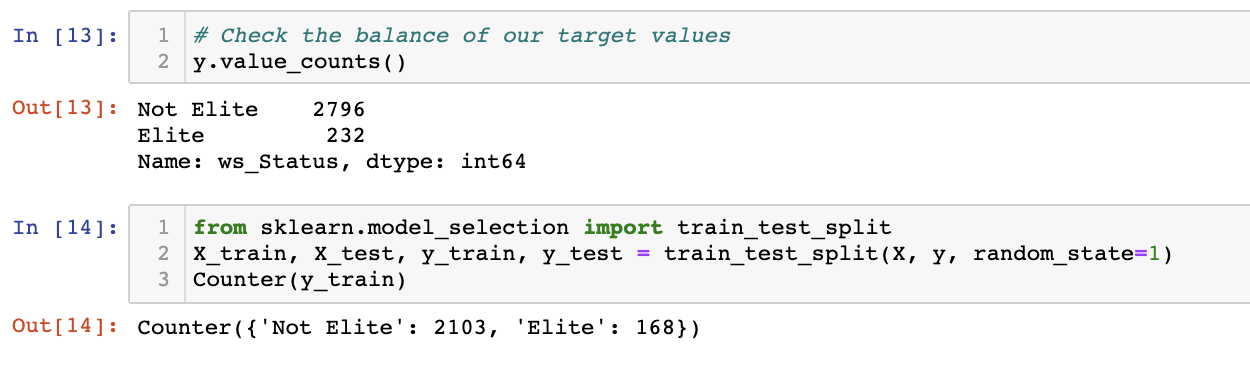 In [13]:
1 # Check the balance of our target values
2 y.value_counts()
Out[13]: Not Elite    2796
Elite         232
Name: ws_Status, dtype: int64
In [14]:
1 from sklearn.model_selection import train_test_split
2 X_train, X_test, y_train, y_test = train_test_split(X, y, random_state=1)
3 Counter(y_train)
Out[14]: Counter({'Not Elite': 2103, 'Elite': 168})